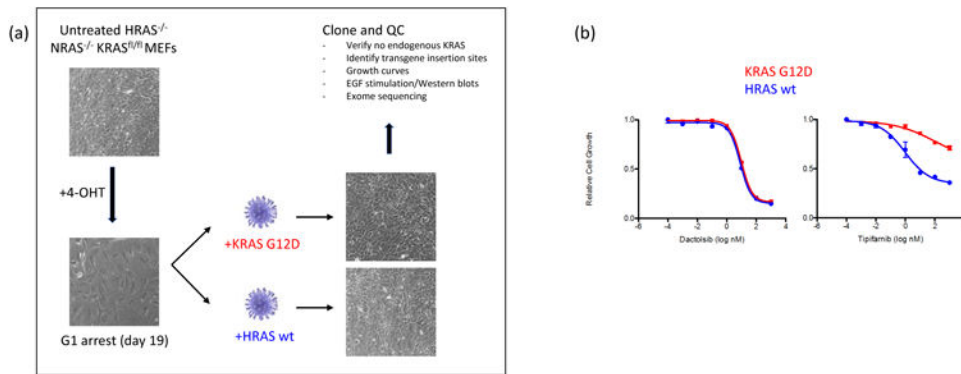 (a)
Untreated HRAS-/-
NRAS-/- KRASfl/fl MEFs
+4-OHT
G1 arrest (day 19)
+KRAS G12D
+HRAS wt
Clone and QC
- Verify no endogenous KRAS
- Identify transgene insertion sites
- Growth curves
- EGF stimulation/Western blots
- Exome sequencing
(b)
KRAS G12D
HRAS wt
Relative Cell Growth
1.0
0.5
0.0
-6 -4 -2 0 2 4
Dactolsib (log nM)
1.0
0.5
0.0
-6 -4 -2 0 2
Tipifarnib (log nM)